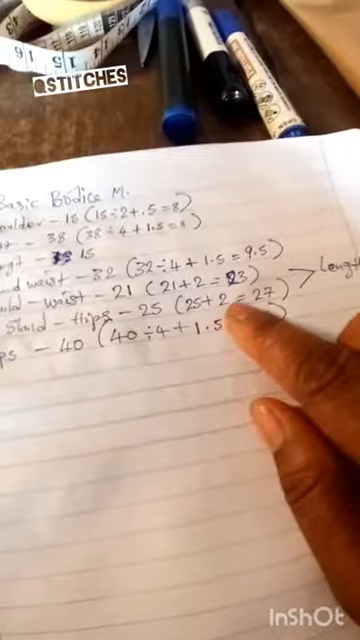 QSTITCHES
Basic Bodice M.
oulder - 15 (15÷2+.5=8)
- 38 (38÷4+1.5=11)
15
waist - 32 (32÷4+1.5=9.5)
- Waist - 21 (21+2=23)
Should - Hips - 25 (25+2=27)
Length
ps - 40 (40÷4+1.5
InShOt